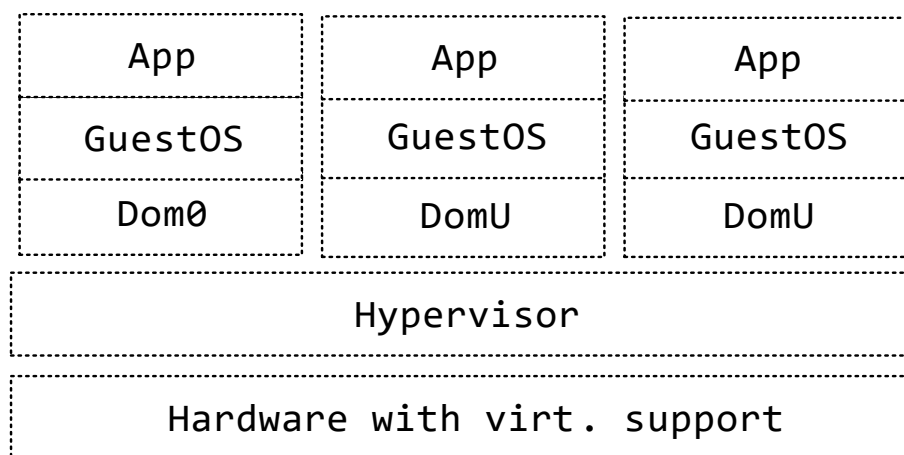 App
App
App
GuestOS
GuestOS
GuestOS
Dom0
DomU
DomU
Hypervisor
Hardware with virt. support